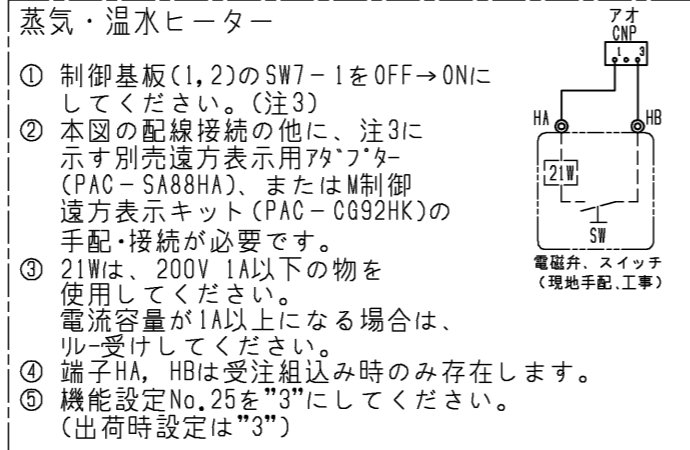 蒸気・温水ヒーター
① 制御基板(1,2)のSW7－1をOFF→ONに
してください。(注3)
② 本図の配線接続の他に、注3に
示す別売遠方表示用ｱﾀﾞﾌﾟﾀｰ
(PAC－SA88HA)、またはM制御
遠方表示キット(PAC－CG92HK)の
手配・接続が必要です。
③ 21Wは、200V 1A以下の物を
使用してください。
電流容量が1A以上になる場合は、
ﾘﾚｰ受けしてください。
④ 端子HA, HBは受注組込み時のみ存在します。
⑤ 機能設定No.25を”3”にしてください。
(出荷時設定は”3”)
アオ
CNP
1 3
HA HB
21W
SW
電磁弁、スイッチ
(現地手配、工事)